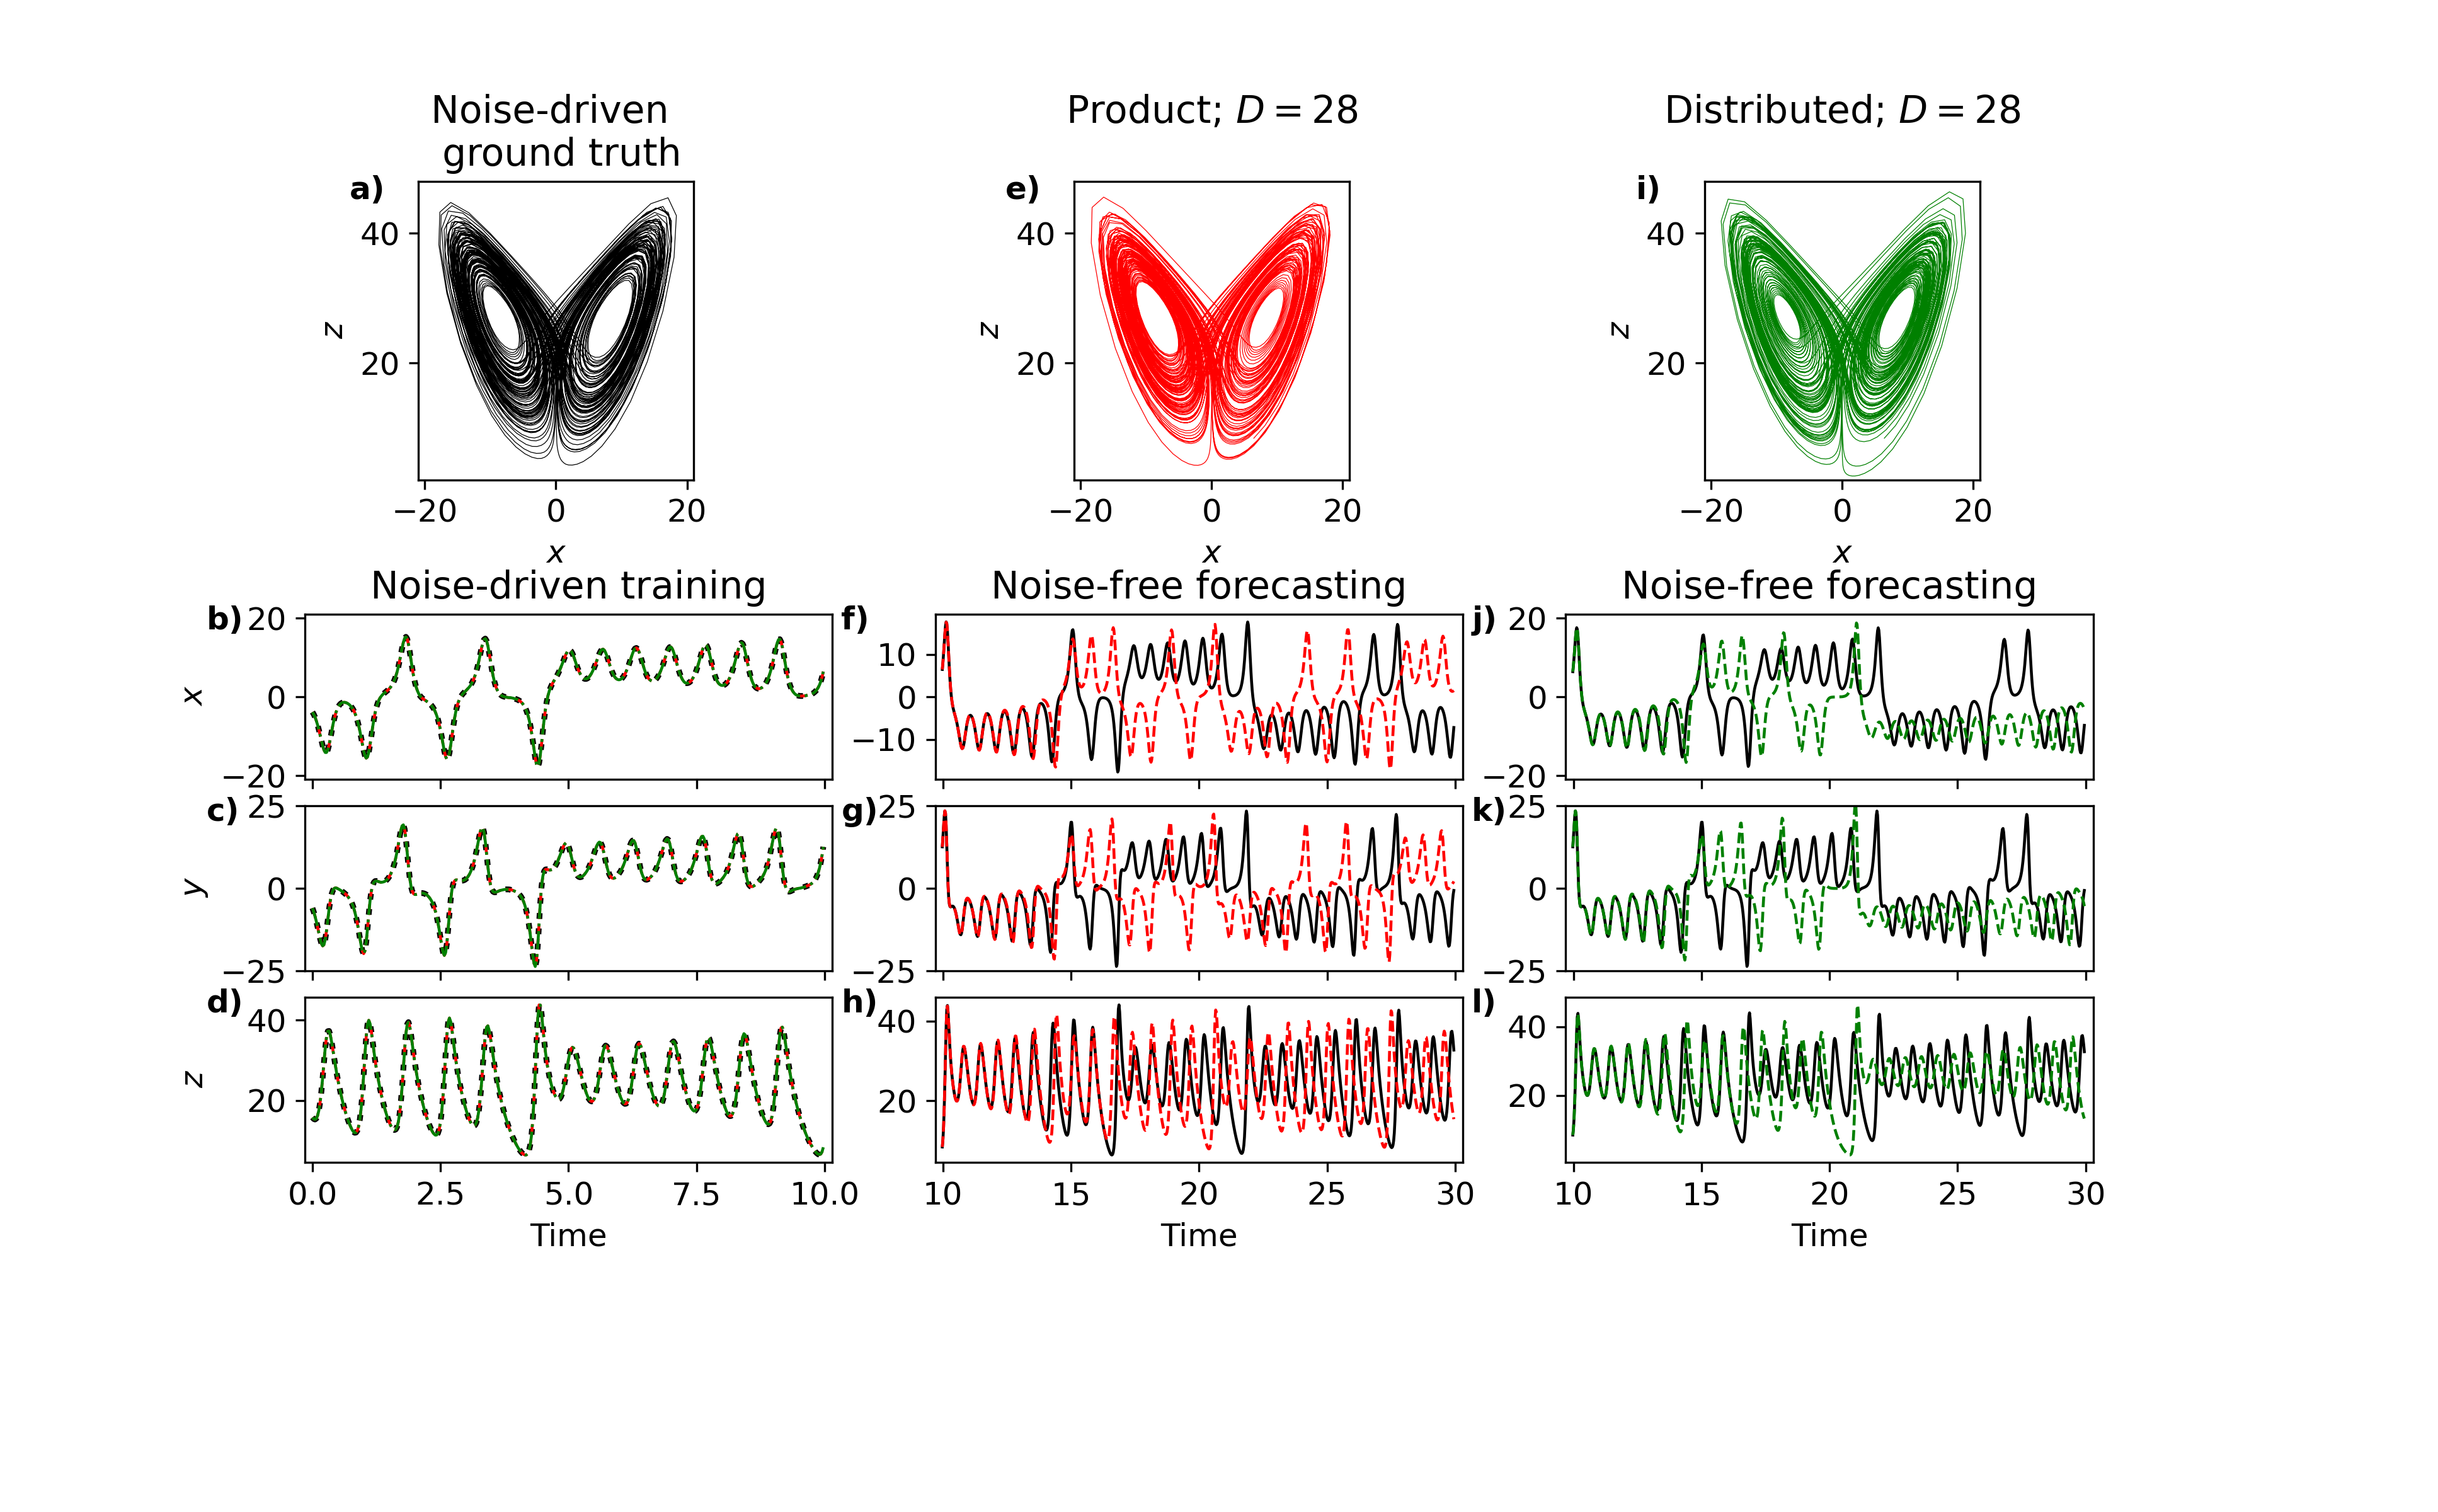 Noise-driven
ground truth
Product; D = 28
Distributed; D = 28
a)
e)
i)
40
20
z
−20 0 20
x
40
20
z
−20 0 20
x
40
20
z
−20 0 20
x
Noise-driven training
Noise-free forecasting
Noise-free forecasting
b)
20
0
−20
x
f)
10
0
−10
j)
20
0
−20
c)
25
0
−25
y
g)
25
0
−25
k)
25
0
−25
d)
40
20
z
h)
40
20
l)
40
20
0.0 2.5 5.0 7.5 10.0
10 15 20 25 30
10 15 20 25 30
Time
Time
Time